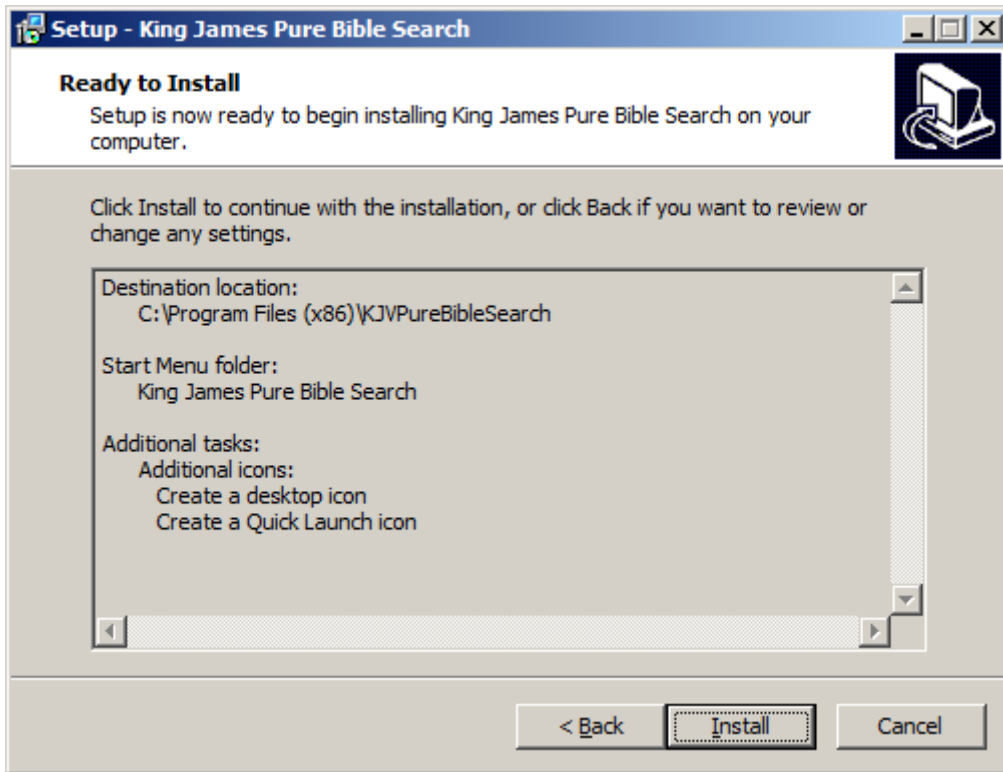 Setup - King James Pure Bible Search
Ready to Install
Setup is now ready to begin installing King James Pure Bible Search on your
computer.
Click Install to continue with the installation, or click Back if you want to review or
change any settings.
Destination location:
C:\Program Files (x86)\KJVPureBibleSearch
Start Menu folder:
King James Pure Bible Search
Additional tasks:
Additional icons:
Create a desktop icon
Create a Quick Launch icon
< Back
Install
Cancel